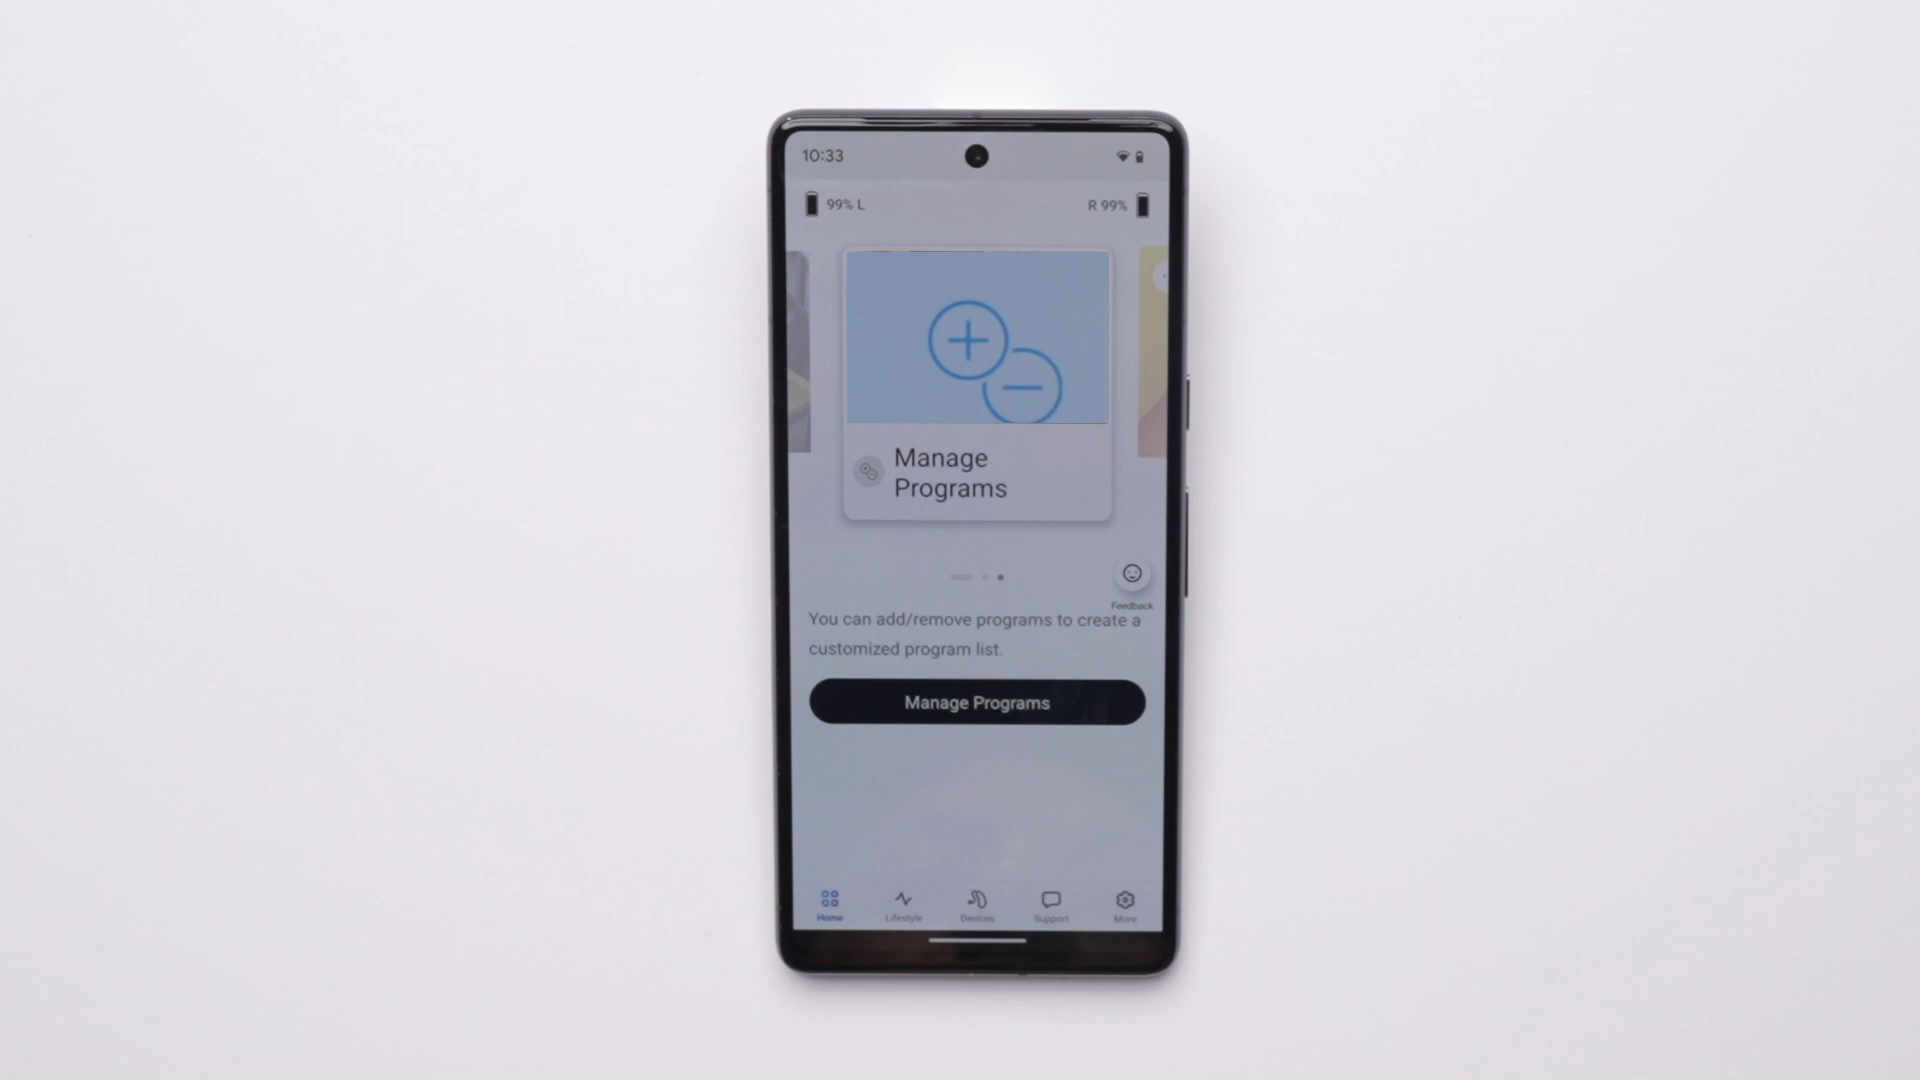 10:33
99% L
R 99%
Manage
Programs
Feedback
You can add/remove programs to create a
customized program list.
Manage Programs
Home
Lifestyle
Devices
Support
More